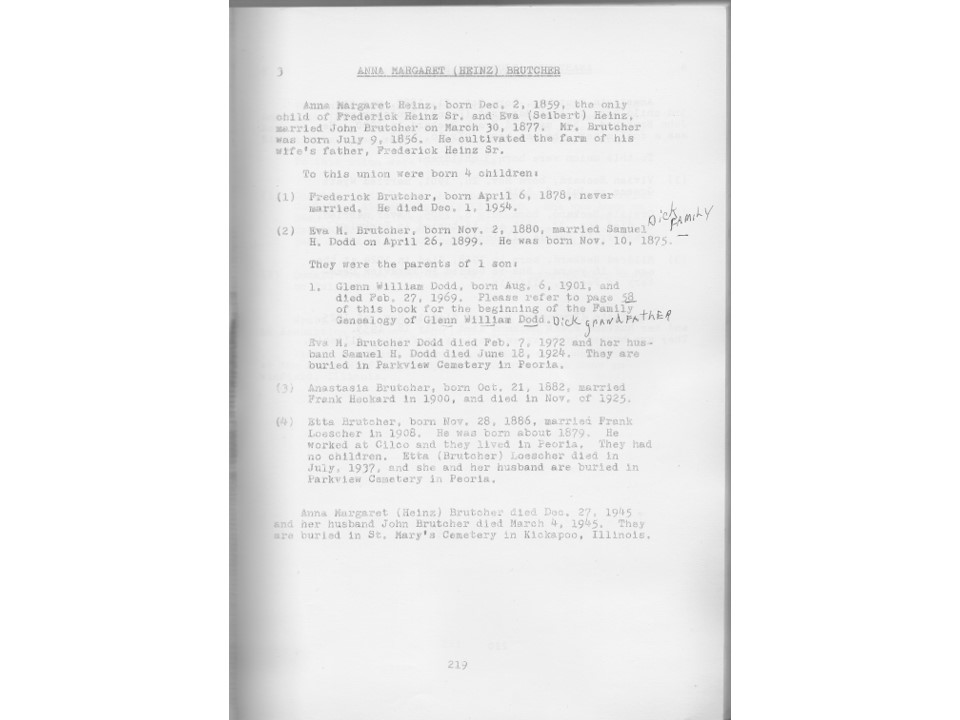 3 ANNA MARGARET (HEINZ) BRUTCHER
Anna Margaret Heinz, born Dec. 2, 1859, the only
child of Frederick Heinz Sr. and Eva (Seibert) Heinz,
married John Brutcher on March 30, 1877. Mr. Brutcher
was born July 9, 1856. He cultivated the farm of his
wife's father, Frederick Heinz Sr.
To this union were born 4 children:
(1) Frederick Brutcher, born April 6, 1878, never
married. He died Dec. 1, 1954.
Dick FAMILY
(2) Eva M. Brutcher, born Nov. 2, 1880, married Samuel
H. Dodd on April 26, 1899. He was born Nov. 10, 1875.
They were the parents of 1 son:
1. Glenn William Dodd, born Aug. 6, 1901, and
died Feb. 27, 1969. Please refer to page 58
of this book for the beginning of the Family
Genealogy of Glenn William Dodd. Dick GRANDFATHER
Eva M. Brutcher Dodd died Feb. 7, 1972 and her hus-
band Samuel H. Dodd died June 18, 1924. They are
buried in Parkview Cemetery in Peoria.
(3) Anastasia Brutcher, born Oct. 21, 1882, married
Frank Heckard in 1900, and died in Nov. of 1925.
(4) Etta Brutcher, born Nov. 28, 1886, married Frank
Loescher in 1908. He was born about 1879. He
worked at Cilco and they lived in Peoria. They had
no children. Etta (Brutcher) Loescher died in
July, 1937, and she and her husband are buried in
Parkview Cemetery in Peoria.
Anna Margaret (Heinz) Brutcher died Dec. 27, 1945
and her husband John Brutcher died March 4, 1945. They
are buried in St. Mary's Cemetery in Kickapoo, Illinois.
219